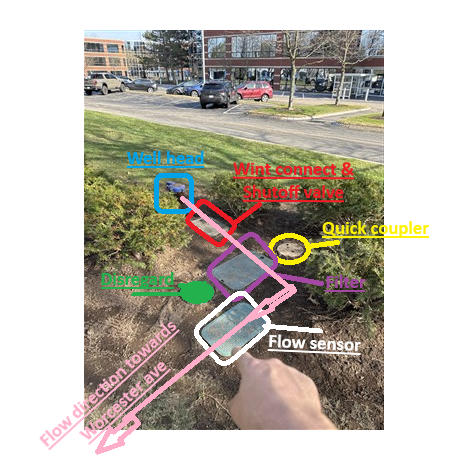 Well head
Wint connect &
Shutoff valve
Quick coupler
Disregard
Filter
Flow sensor
Flow direction towards
Worcester ave